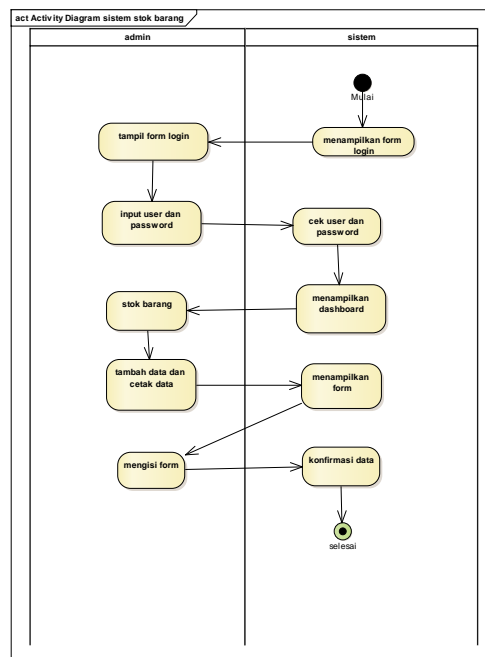 act Activity Diagram sistem stok barang
admin
sistem
Mulai
tampil form login
menampilkan form
login
input user dan
password
cek user dan
password
stok barang
menampilkan
dashboard
tambah data dan
cetak data
menampilkan
form
mengisi form
konfirmasi data
selesai